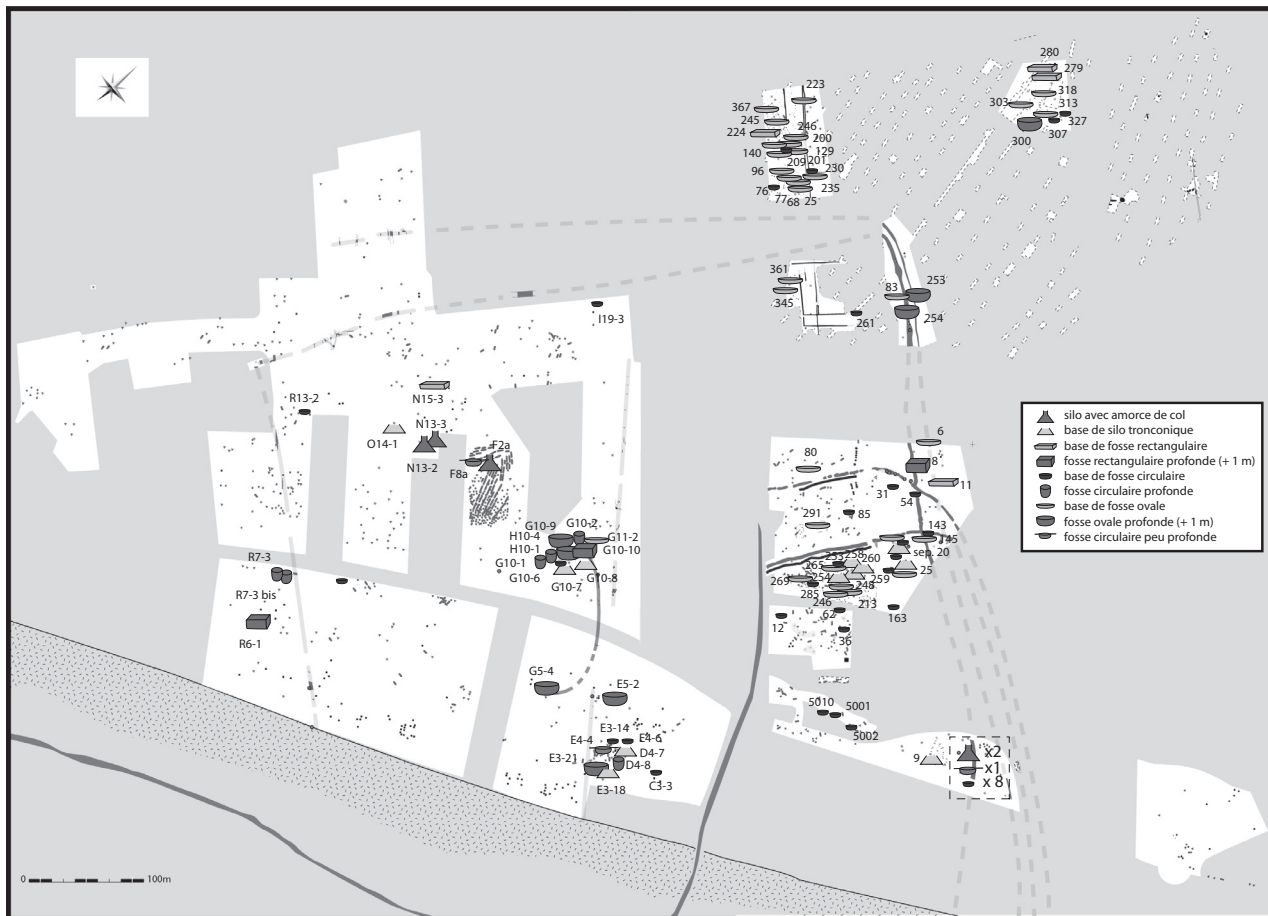 280
279
318
303
313
327
307
300
223
367
245
246
224
200
140
129
209
201
230
96
76
77
68
25
235
361
345
261
83
253
254
I19-3
R13-2
N15-3
O14-1
N13-3
N13-2
F2a
F8a
G10-9
G10-2
H10-4
G11-2
H10-1
G10-10
G10-1
G10-6
G10-7
G10-8
R7-3
R7-3 bis
R6-1
G5-4
E5-2
E3-14
E4-4
E4-6
D4-7
E3-21
D4-8
E3-18
C3-3
6
80
8
11
31
54
85
291
143
145
sep. 20
253
258
260
265
254
259
25
269
248
285
246
213
62
163
12
36
5010
5001
5002
9
x2
x1
x 8
silo avec amorce de col
base de silo tronconique
base de fosse rectangulaire
fosse rectangulaire profonde (+ 1 m)
base de fosse circulaire
fosse circulaire profonde
base de fosse ovale
fosse ovale profonde (+ 1 m)
fosse circulaire peu profonde
0 100m